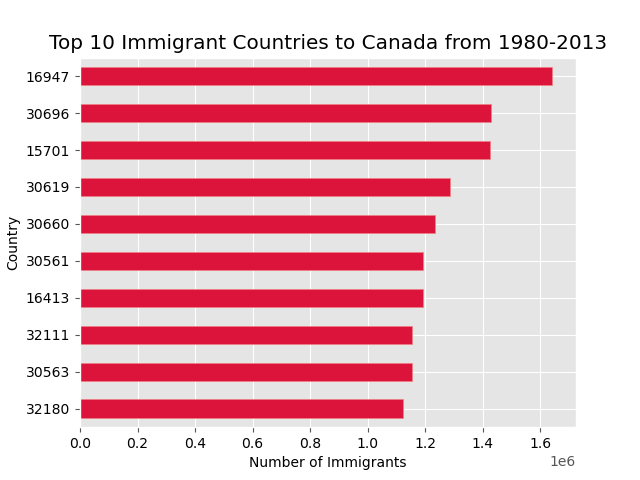 Top 10 Immigrant Countries to Canada from 1980-2013
16947
30696
15701
30619
30660
30561
16413
32111
30563
32180
Country
0.0 0.2 0.4 0.6 0.8 1.0 1.2 1.4 1.6
1e6
Number of Immigrants